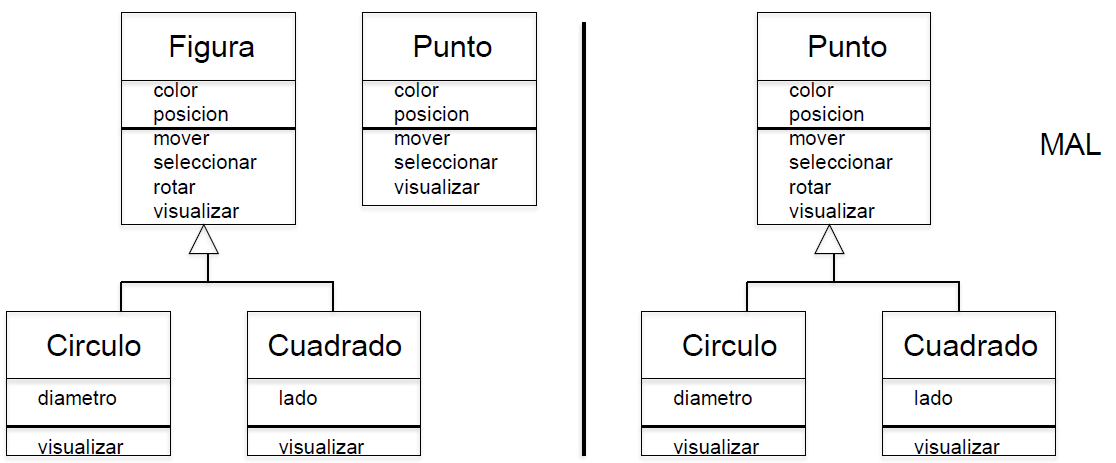 Figura
color
posicion
mover
seleccionar
rotar
visualizar
Punto
color
posicion
mover
seleccionar
visualizar
Circulo
diametro
visualizar
Cuadrado
lado
visualizar
Punto
color
posicion
mover
seleccionar
rotar
visualizar
MAL
Circulo
diametro
visualizar
Cuadrado
lado
visualizar